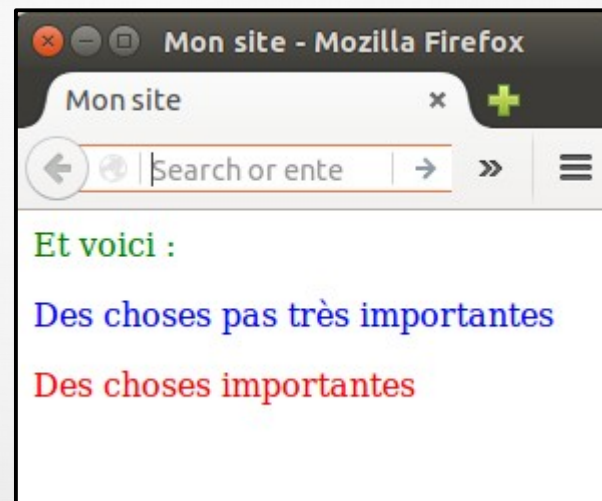 Mon site - Mozilla Firefox
Mon site
Search or ente
Et voici :
Des choses pas très importantes
Des choses importantes